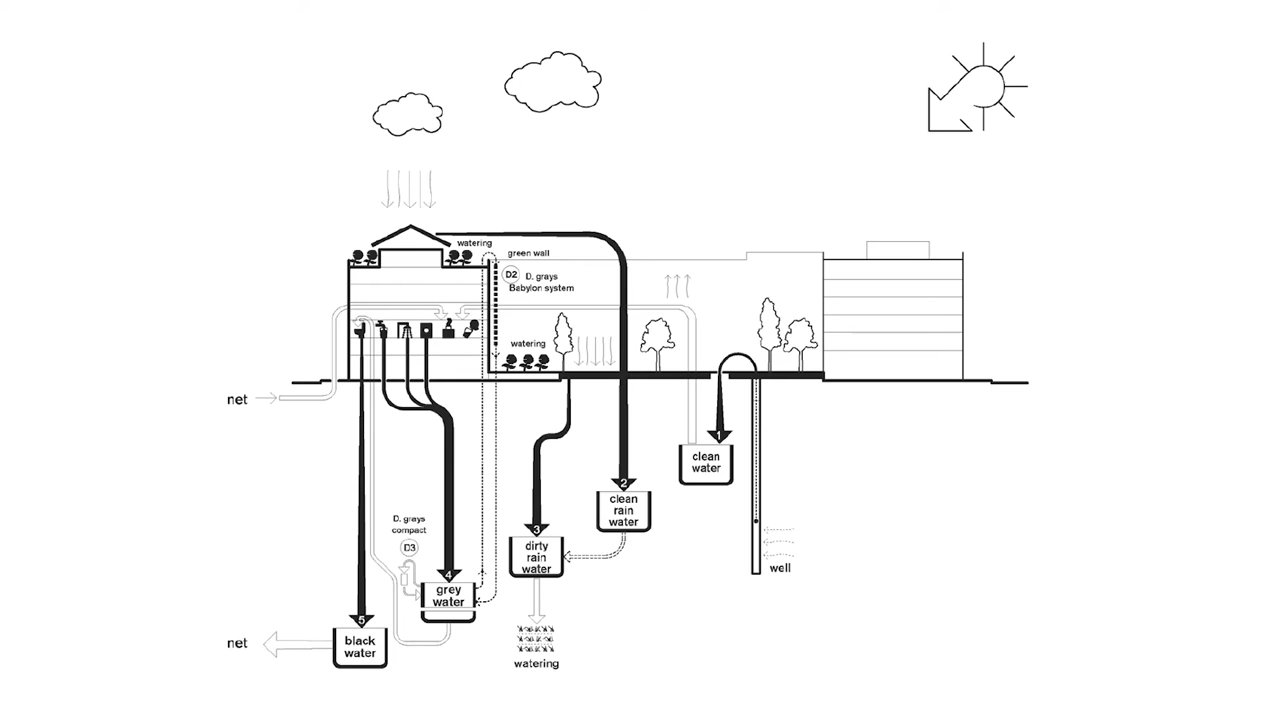 watering
green wall
D2
D. grays
Babylon system
watering
net
1
clean
water
2
clean
rain
water
D. grays
compact
D3
3
dirty
rain
water
well
4
grey
water
5
black
water
net
watering